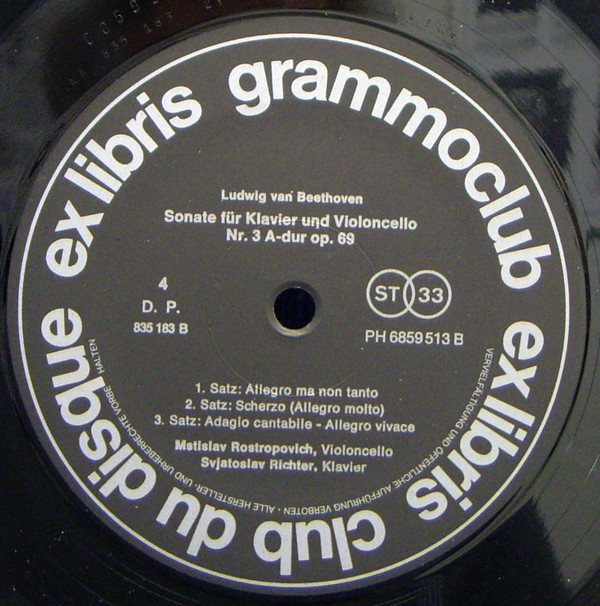 ex libris grammoclub
ex libris club du disque
Ludwig van Beethoven
Sonate für Klavier und Violoncello
Nr. 3 A-dur op. 69
4
D. P.
835 183 B
ST 33
PH 6859 513 B
1. Satz: Allegro ma non tanto
2. Satz: Scherzo (Allegro molto)
3. Satz: Adagio cantabile - Allegro vivace
Mstislav Rostropovich, Violoncello
Svjatoslav Richter, Klavier
VERVIELFÄLTIGUNG UND ÖFFENTLICHE AUFFÜHRUNG VERBOTEN · ALLE HERSTELLER- UND URHEBERRECHTE VORBEHALTEN